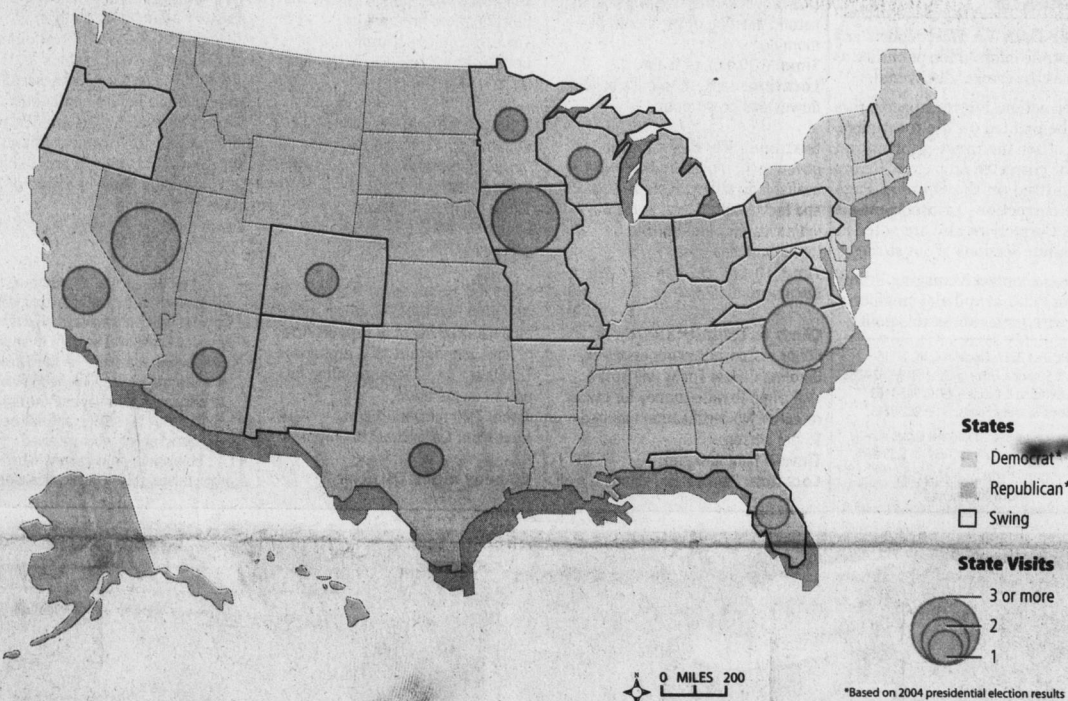 States
Democrat*
Republican*
Swing
State Visits
3 or more
2
1
N
0 MILES 200
*Based on 2004 presidential election results